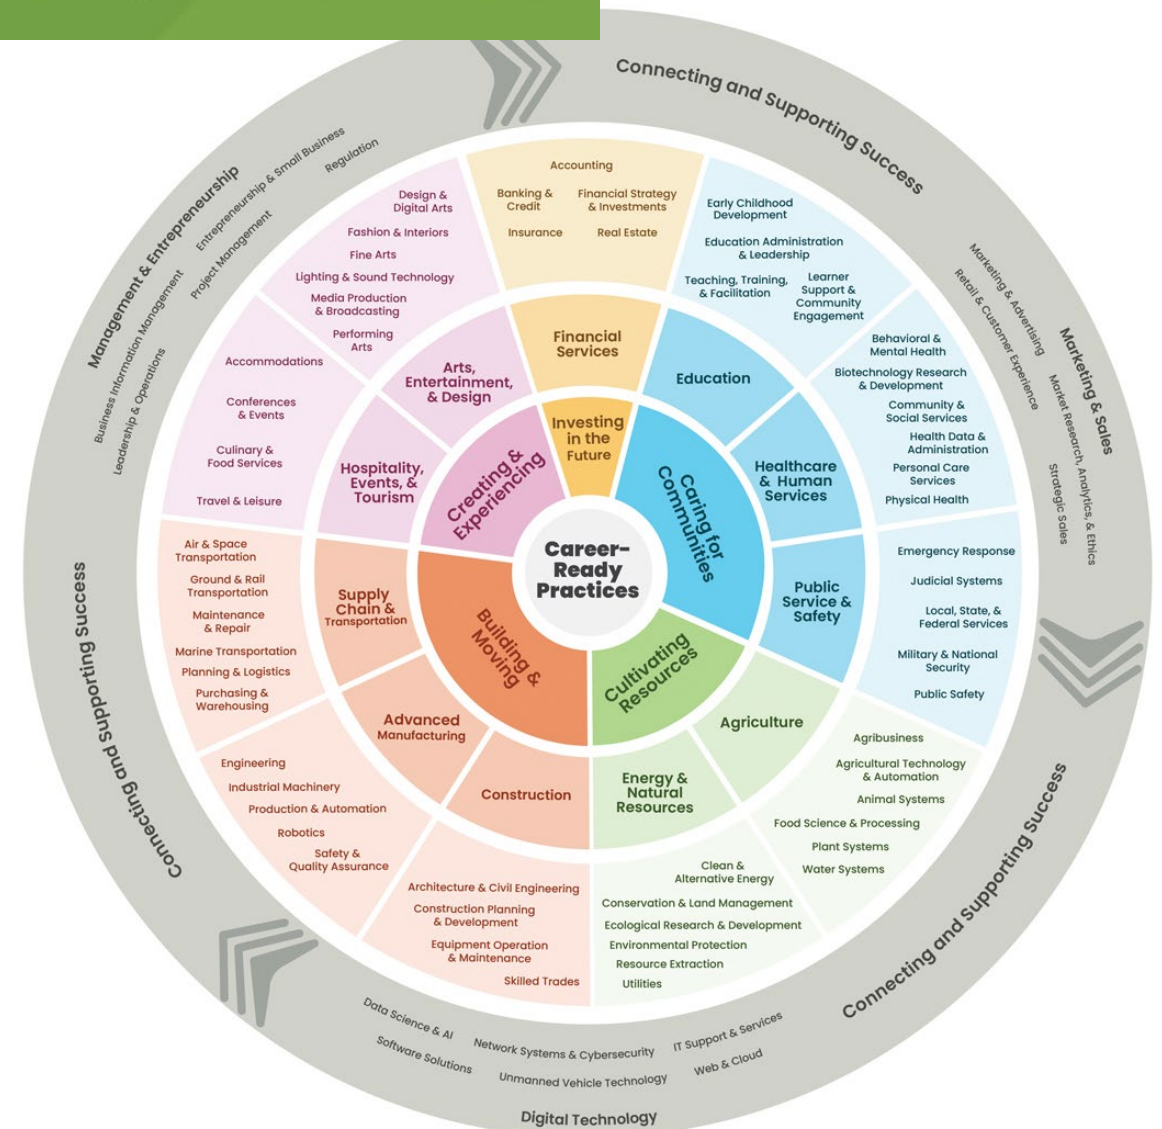 Connecting and Supporting Success
Management & Entrepreneurship
Entrepreneurship & Small Business
Regulation
Project Management
Business Information Management
Leadership & Operations
Marketing & Sales
Marketing & Advertising
Retail & Customer Experience
Market Research, Analytics, & Ethics
Strategic Sales
Connecting and Supporting Success
Digital Technology
Data Science & AI
Network Systems & Cybersecurity
IT Support & Services
Software Solutions
Unmanned Vehicle Technology
Web & Cloud
Connecting and Supporting Success
Career-
Ready
Practices
Investing
in the
Future
Financial
Services
Accounting
Banking &
Credit
Financial Strategy
& Investments
Insurance
Real Estate
Caring for
Communities
Education
Early Childhood
Development
Education Administration
& Leadership
Teaching, Training,
& Facilitation
Learner
Support &
Community
Engagement
Healthcare
& Human
Services
Behavioral &
Mental Health
Biotechnology Research
& Development
Community &
Social Services
Health Data &
Administration
Personal Care
Services
Physical Health
Public
Service &
Safety
Emergency Response
Judicial Systems
Local, State, &
Federal Services
Military & National
Security
Public Safety
Cultivating
Resources
Agriculture
Agribusiness
Agricultural Technology
& Automation
Animal Systems
Food Science & Processing
Plant Systems
Water Systems
Energy &
Natural
Resources
Clean &
Alternative Energy
Conservation & Land Management
Ecological Research & Development
Environmental Protection
Resource Extraction
Utilities
Building &
Moving
Construction
Architecture & Civil Engineering
Construction Planning
& Development
Equipment Operation
& Maintenance
Skilled Trades
Advanced
Manufacturing
Engineering
Industrial Machinery
Production & Automation
Robotics
Safety &
Quality Assurance
Supply
Chain &
Transportation
Air & Space
Transportation
Ground & Rail
Transportation
Maintenance
& Repair
Marine Transportation
Planning & Logistics
Purchasing &
Warehousing
Creating &
Experiencing
Hospitality,
Events, &
Tourism
Accommodations
Conferences
& Events
Culinary &
Food Services
Travel & Leisure
Arts,
Entertainment,
& Design
Design &
Digital Arts
Fashion & Interiors
Fine Arts
Lighting & Sound Technology
Media Production
& Broadcasting
Performing
Arts